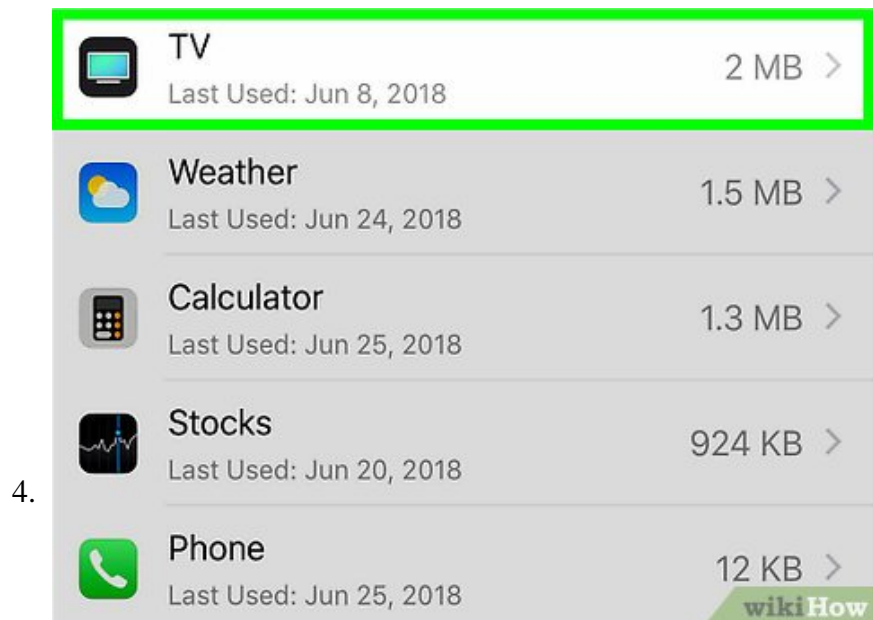 TV
2 MB
Last Used: Jun 8, 2018
Weather
1.5 MB
Last Used: Jun 24, 2018
Calculator
1.3 MB
Last Used: Jun 25, 2018
Stocks
924 KB
Last Used: Jun 20, 2018
4.
Phone
12 KB
Last Used: Jun 25, 2018
wikiHow